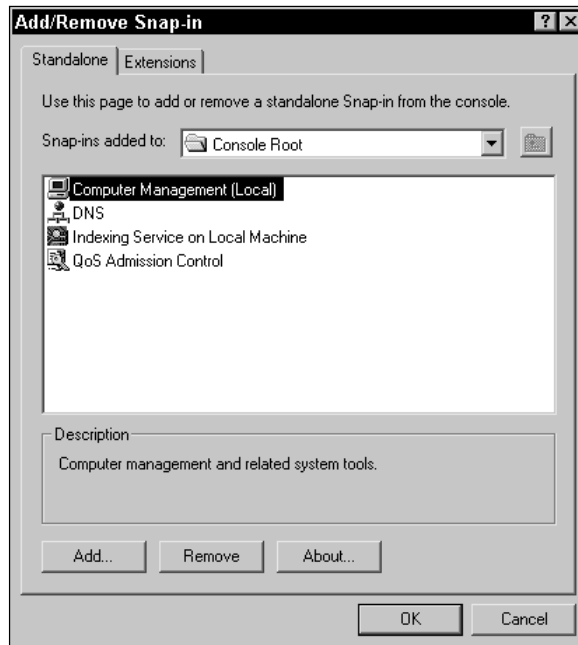 Add/Remove Snap-in
Standalone
Extensions
Use this page to add or remove a standalone Snap-in from the console.
Snap-ins added to:
Console Root
Computer Management (Local)
DNS
Indexing Service on Local Machine
QoS Admission Control
Description
Computer management and related system tools.
Add...
Remove
About...
OK
Cancel